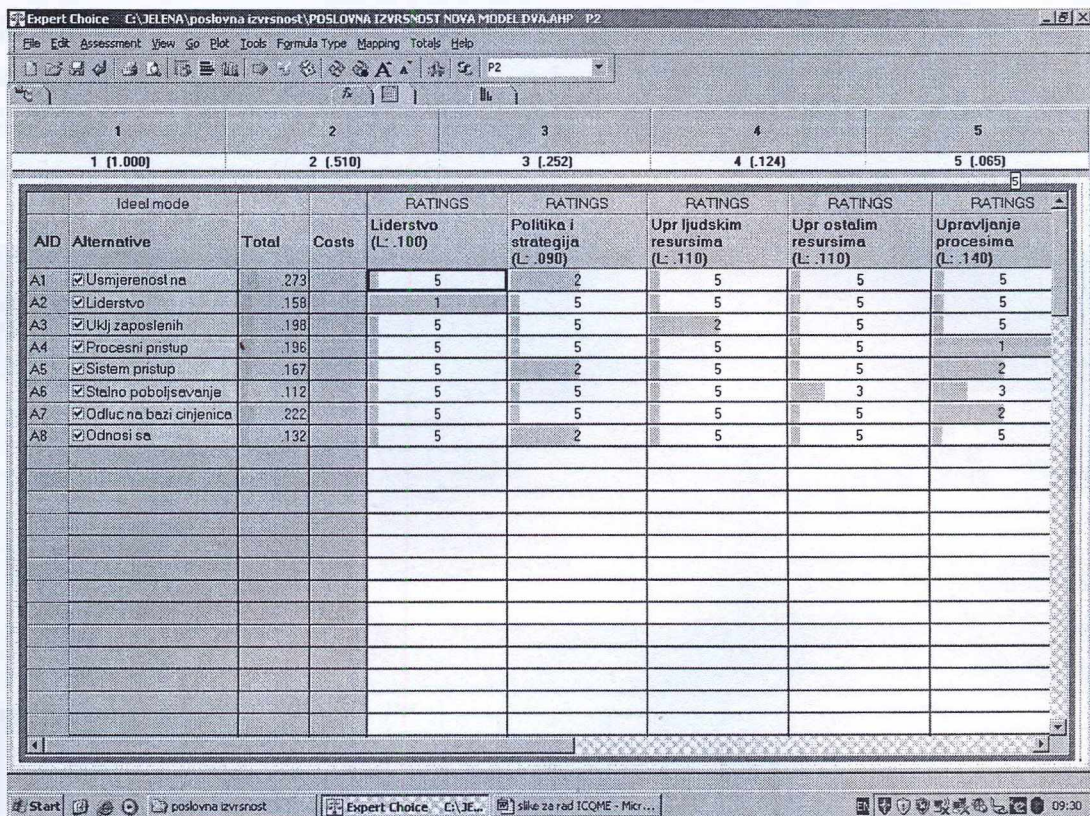 Expert Choice C:\JELENA\poslovna izvrsnost\POSLOVNA IZVRSNOST NOVA MODEL DVA.AHP P2
File Edit Assessment View Go Plot Tools Formula Type Mapping Totals Help
P2
1 2 3 4 5
1 (1.000) 2 (.510) 3 (.252) 4 (.124) 5 (.065)
5
Ideal mode RATINGS RATINGS RATINGS RATINGS RATINGS
AID Alternative Total Costs Liderstvo (L: .100) Politika i strategija (L: .090) Upr ljudskim resursima (L: .110) Upr ostalim resursima (L: .110) Upravljanje procesima (L: .140)
A1 Usmjerenost na .273 5 2 5 5 5
A2 Liderstvo .158 1 5 5 5 5
A3 Uklj zaposlenih .198 5 5 2 5 5
A4 Procesni pristup .196 5 5 5 5 1
A5 Sistem pristup .167 5 2 5 5 2
A6 Stalno poboljsavanje .112 5 5 5 3 3
A7 Odluc na bazi cinjenica .222 5 5 5 5 2
A8 Odnosi sa .132 5 2 5 5 5
Start poslovna izvrsnost Expert Choice C:\JE... slike za rad ICQME - Micr... EN 09:30